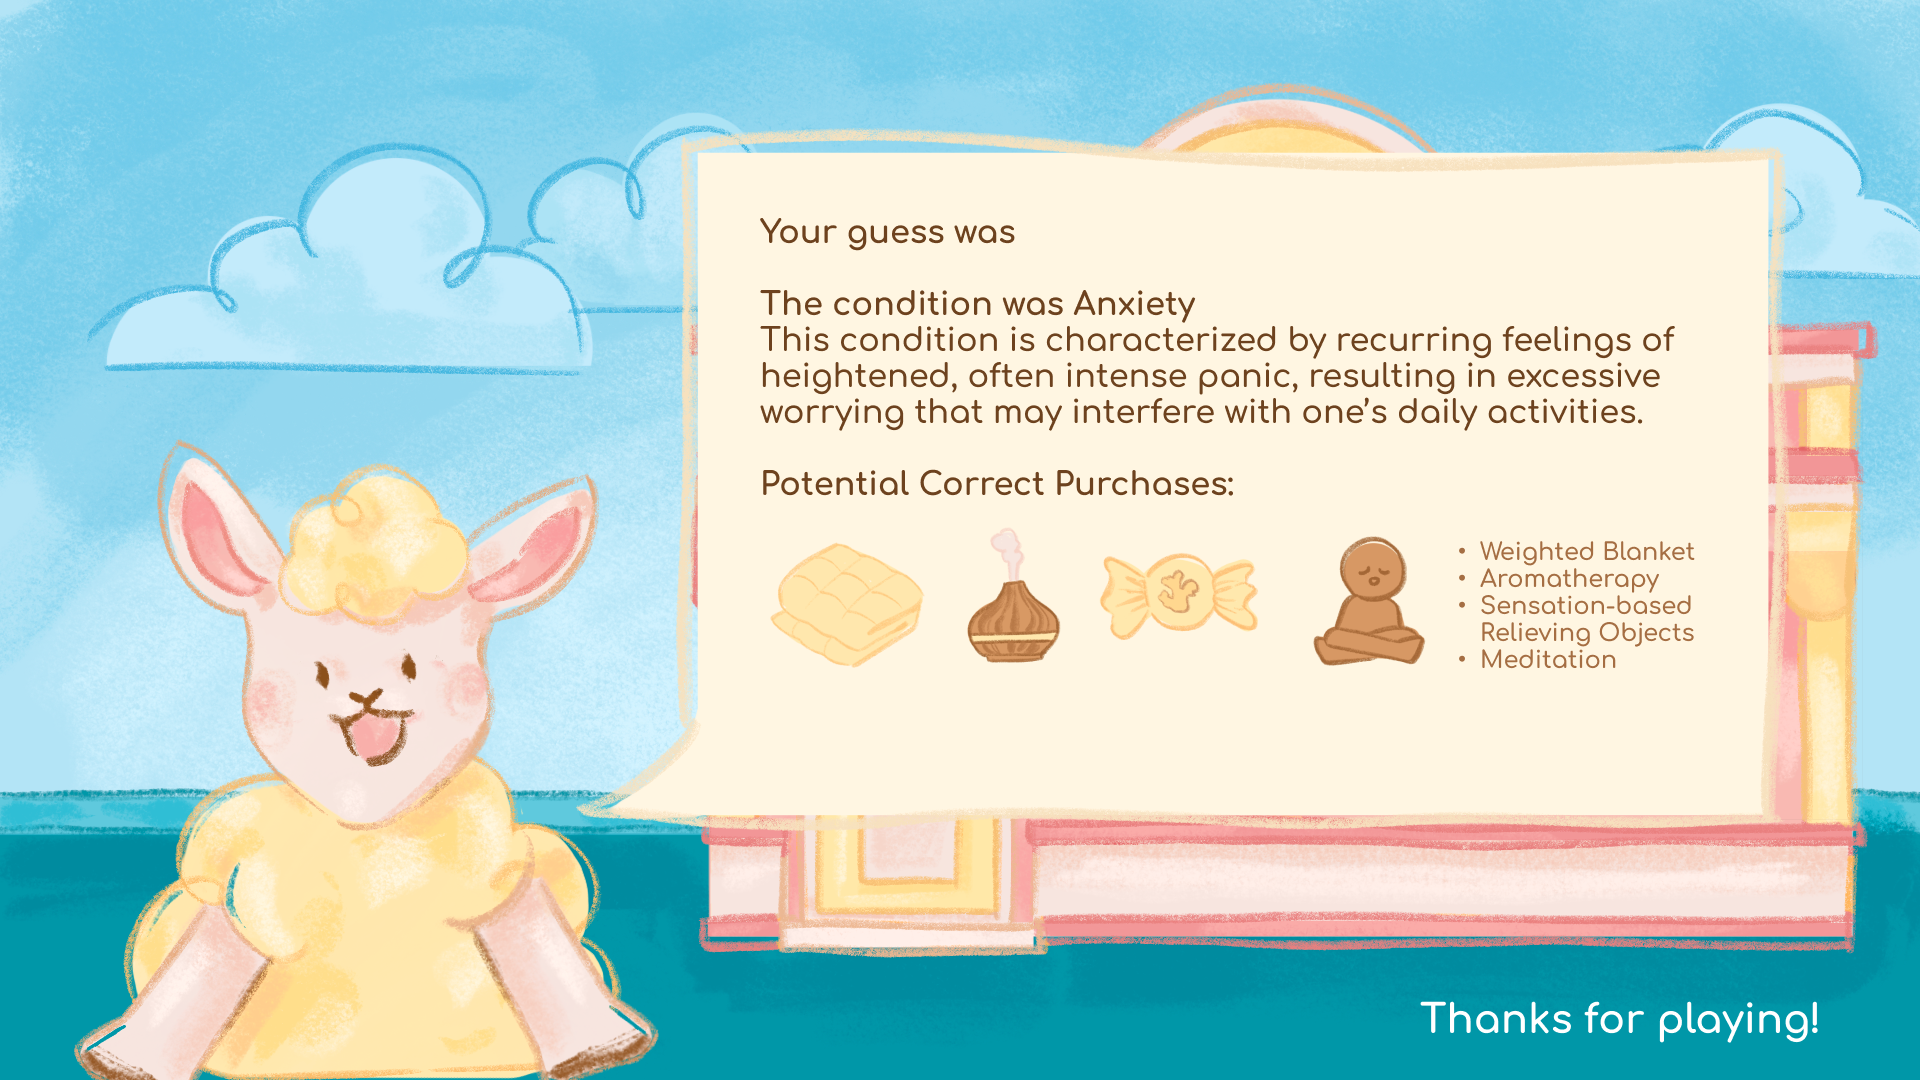 Your guess was
The condition was Anxiety
This condition is characterized by recurring feelings of
heightened, often intense panic, resulting in excessive
worrying that may interfere with one’s daily activities.
Potential Correct Purchases:
• Weighted Blanket
• Aromatherapy
• Sensation-based
Relieving Objects
• Meditation
Thanks for playing!